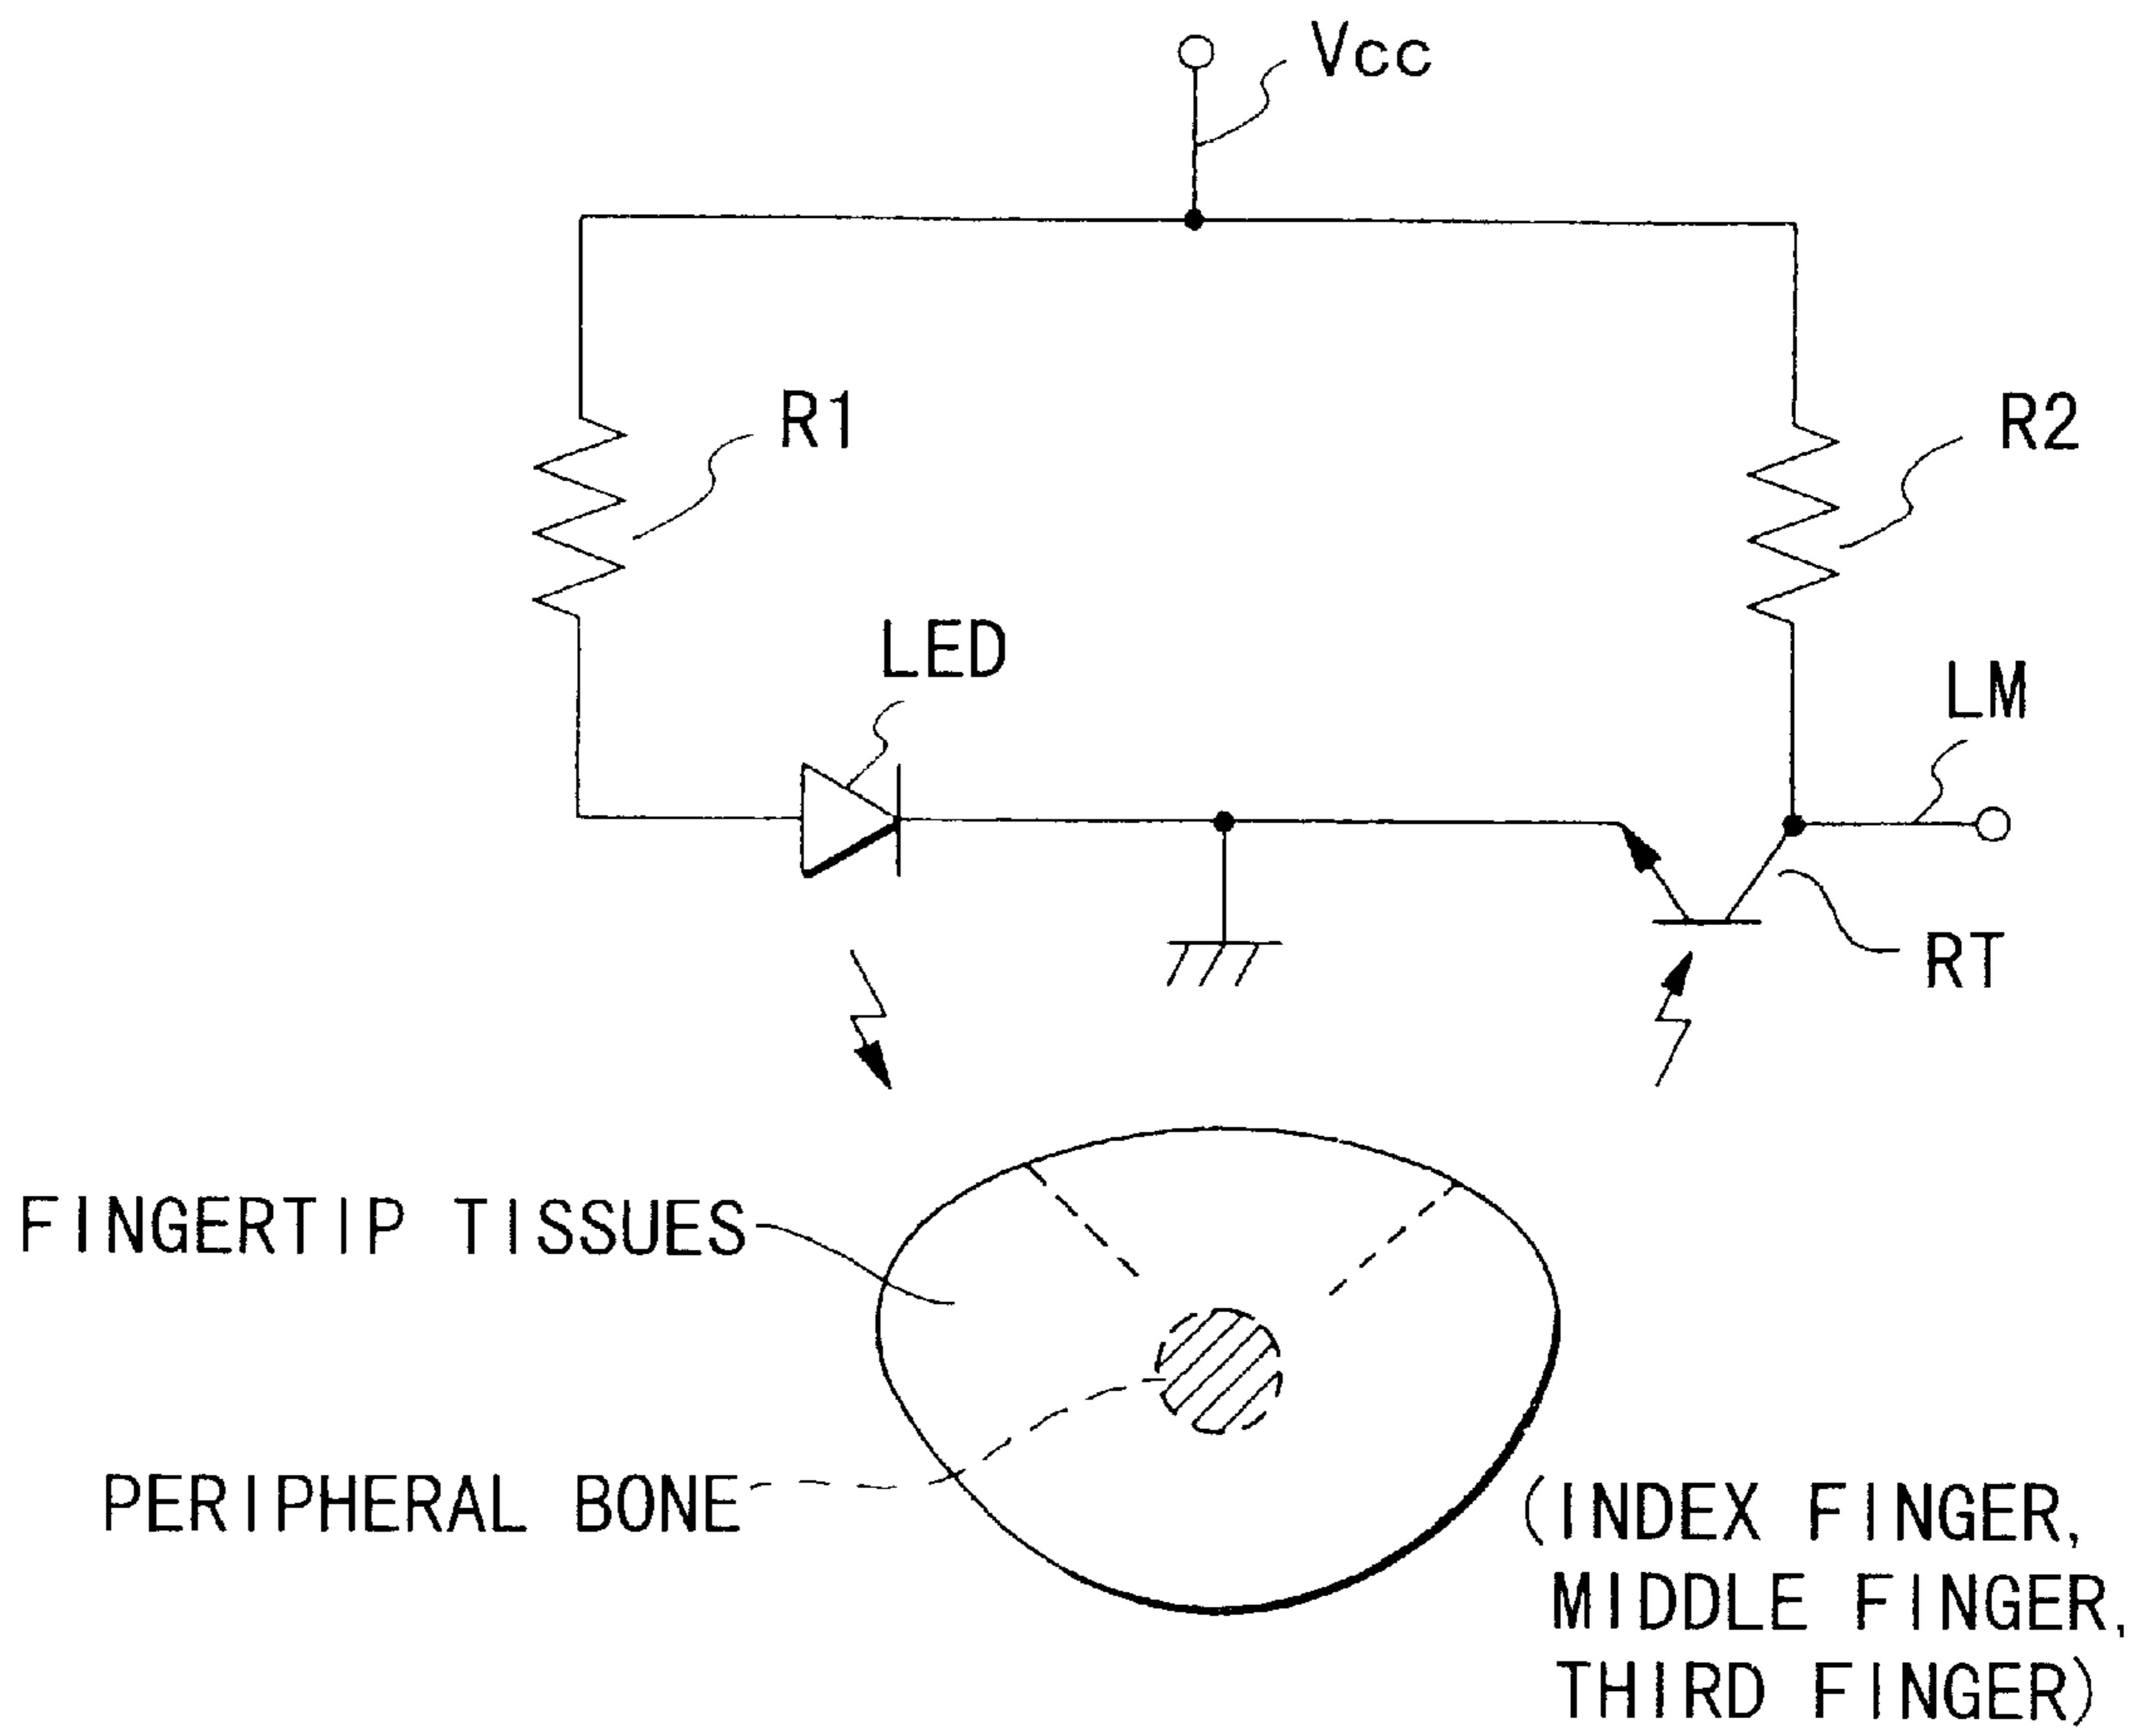 Vcc
R1
R2
LED
LM
RT
FINGERTIP TISSUES
PERIPHERAL BONE
(INDEX FINGER,
MIDDLE FINGER,
THIRD FINGER)